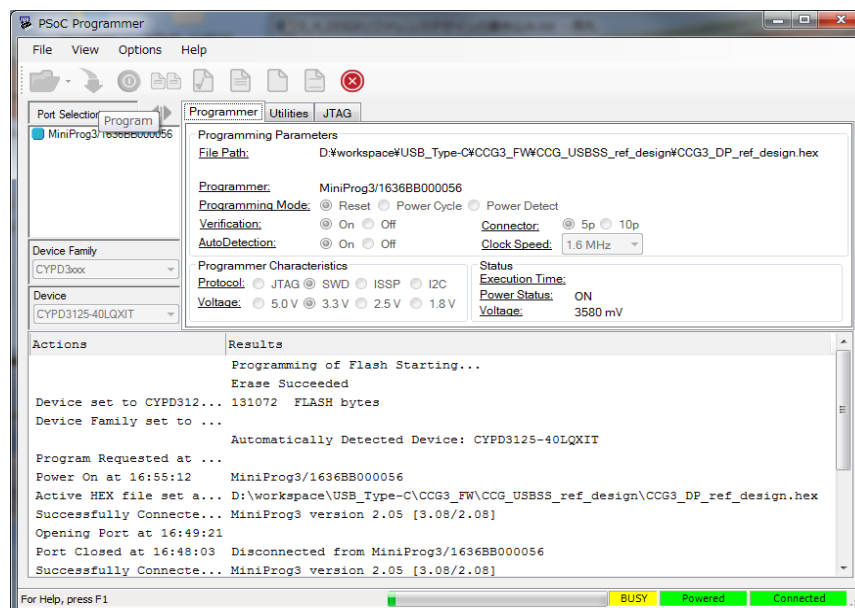 PSoC Programmer
File View Options Help
Port Selection
Program
MiniProg3/1636BB000056
Programmer Utilities JTAG
Programming Parameters
File Path: D:¥workspace¥USB_Type-C¥CCG3_FW¥CCG_USBSS_ref_design¥CCG3_DP_ref_design.hex
Programmer: MiniProg3/1636BB000056
Programming Mode: Reset Power Cycle Power Detect
Verification: On Off Connector: 5p 10p
AutoDetection: On Off Clock Speed: 1.6 MHz
Device Family
CYPD3xxx
Device
CYPD3125-40LQXIT
Programmer Characteristics
Protocol: JTAG SWD ISSP I2C
Voltage: 5.0 V 3.3 V 2.5 V 1.8 V
Status
Execution Time:
Power Status: ON
Voltage: 3580 mV
Actions Results
Programming of Flash Starting...
Erase Succeeded
Device set to CYPD312... 131072 FLASH bytes
Device Family set to ...
Automatically Detected Device: CYPD3125-40LQXIT
Program Requested at ...
Power On at 16:55:12 MiniProg3/1636BB000056
Active HEX file set a... D:\workspace\USB_Type-C\CCG3_FW\CCG_USBSS_ref_design\CCG3_DP_ref_design.hex
Successfully Connecte... MiniProg3 version 2.05 [3.08/2.08]
Opening Port at 16:49:21
Port Closed at 16:48:03 Disconnected from MiniProg3/1636BB000056
Successfully Connecte... MiniProg3 version 2.05 [3.08/2.08]
For Help, press F1 BUSY Powered Connected